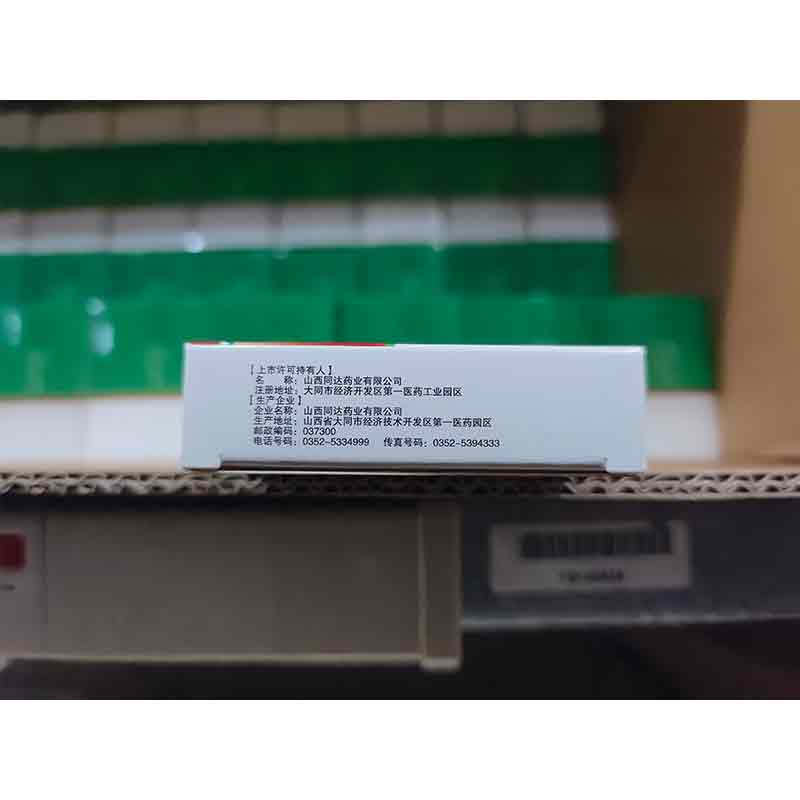 【上市许可持有人】
名 称：山西同达药业有限公司
注册地址：大同市经济开发区第一医药工业园区
【生产企业】
企业名称：山西同达药业有限公司
生产地址：山西省大同市经济技术开发区第一医药园区
邮政编码：037300
电话号码：0352-5334999 传真号码：0352-5394333